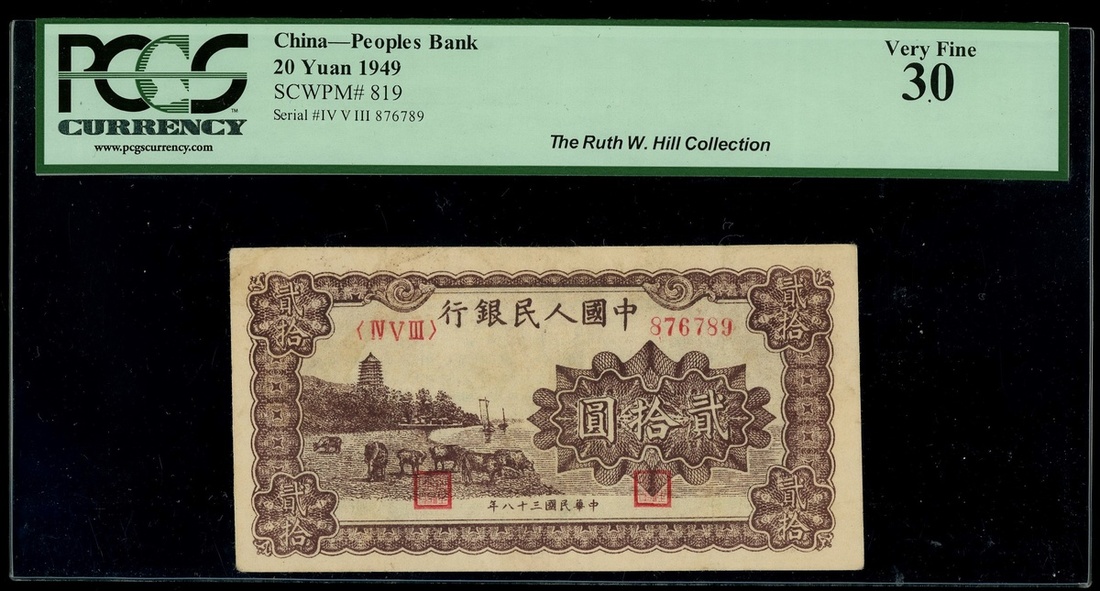 PCGS
CURRENCY
www.pcgscurrency.com
China—Peoples Bank
20 Yuan 1949
SCWPM# 819
Serial #IV V III 876789
The Ruth W. Hill Collection
Very Fine
30
中國人民銀行
〈IV V III〉
876789
貳拾
貳拾
貳拾圓
貳拾
貳拾
中華民國三十八年